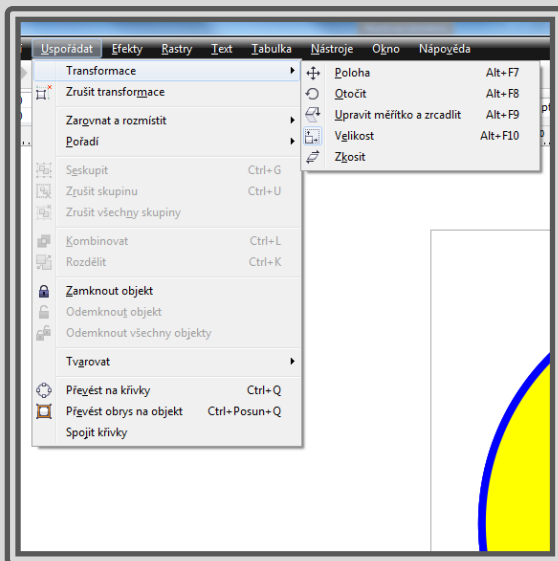 Uspořádat Efekty Rastry Text Tabulka Nástroje Okno Nápověda
Transformace
Zrušit transformace
Zarovnat a rozmístit
Pořadí
Seskupit Ctrl+G
Zrušit skupinu Ctrl+U
Zrušit všechny skupiny
Kombinovat Ctrl+L
Rozdělit Ctrl+K
Zamknout objekt
Odemknout objekt
Odemknout všechny objekty
Tvarovat
Převést na křivky Ctrl+Q
Převést obrys na objekt Ctrl+Posun+Q
Spojit křivky
Poloha Alt+F7
Otočit Alt+F8
Upravit měřítko a zrcadlit Alt+F9
Velikost Alt+F10
Zkosit